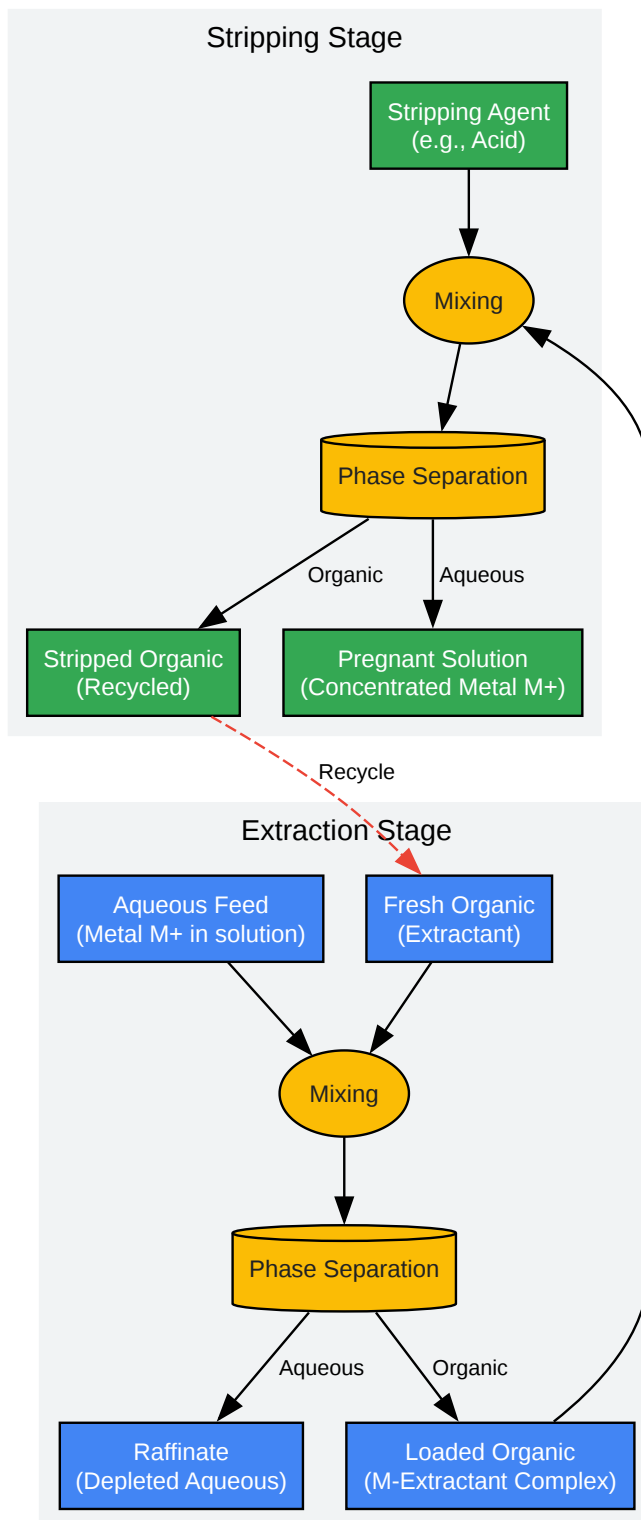 Stripping Stage
Stripping Agent
(e.g., Acid)
Mixing
Phase Separation
Organic
Aqueous
Stripped Organic
(Recycled)
Pregnant Solution
(Concentrated Metal M+)
Recycle
Extraction Stage
Aqueous Feed
(Metal M+ in solution)
Fresh Organic
(Extractant)
Mixing
Phase Separation
Aqueous
Organic
Raffinate
(Depleted Aqueous)
Loaded Organic
(M-Extractant Complex)